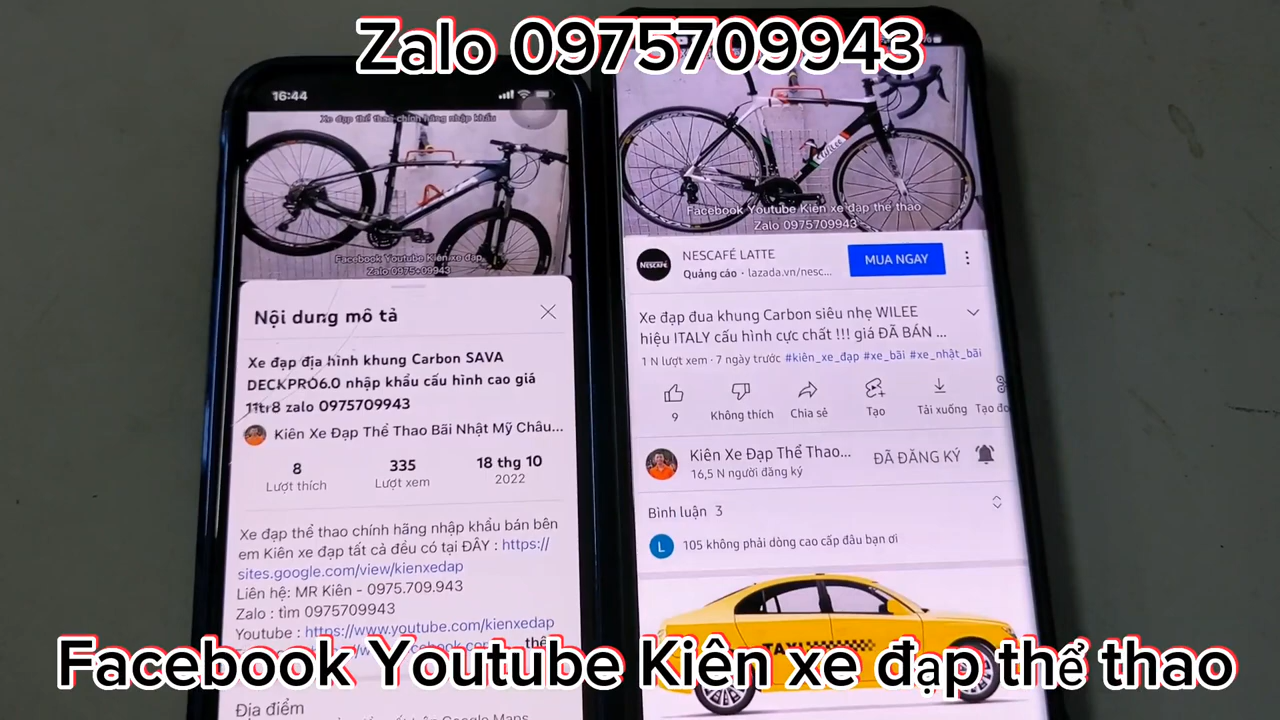 Zalo 0975709943
16:44
Xe đạp thể thao chính hãng nhập khẩu
Facebook Youtube Kiên xe đạp
Zalo 0975709943
Nội dung mô tả
Xe đạp địa hình khung Carbon SAVA
DECKPRO6.0 nhập khẩu cấu hình cao giá
11tr8 zalo 0975709943
Kiên Xe Đạp Thể Thao Bãi Nhật Mỹ Châu...
8
335
18 thg 10
Lượt thích
Lượt xem
2022
Xe đạp thể thao chính hãng nhập khẩu bán bên
em Kiên xe đạp tất cả đều có tại ĐÂY : https://
sites.google.com/view/kienxedap
Liên hệ: MR Kiên - 0975.709.943
Zalo : tìm 0975709943
Youtube : https://www.youtube.com/kienxedap
Địa điểm
Facebook Youtube Kiên xe đạp thể thao
Zalo 0975709943
NESCAFÉ
NESCAFÉ LATTE
Quảng cáo · lazada.vn/nesc...
MUA NGAY
Xe đạp đua khung Carbon siêu nhẹ WILEE
hiệu ITALY cấu hình cực chất !!! giá ĐÃ BÁN ...
1 N lượt xem · 7 ngày trước #kiên_xe_đạp #xe_bãi #xe_nhật_bãi
9
Không thích
Chia sẻ
Tạo
Tải xuống
Tạo đo
Kiên Xe Đạp Thể Thao...
16,5 N người đăng ký
ĐÃ ĐĂNG KÝ
Bình luận 3
L
105 không phải dòng cao cấp đâu bạn ơi
TAXI
Facebook Youtube Kiên xe đạp thể thao